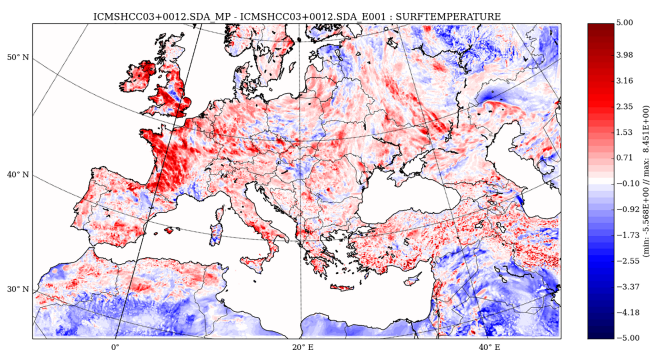 ICMSHCC03+0012.SDA_MP - ICMSHCC03+0012.SDA_E001 : SURFTEMPERATURE
50° N
40° N
30° N
0°
20° E
40° E
5.00
3.98
3.16
2.35
1.53
0.71
−0.10
−0.92
−1.73
−2.55
−3.37
−4.18
−5.00
(min: -5.568E+00 // max:  8.451E+00)